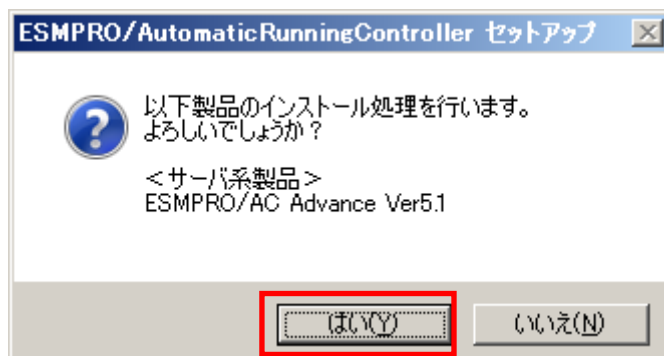 ESMPRO/AutomaticRunningController セットアップ
以下製品のインストール処理を行います。
よろしいでしょうか?
<サーバ系製品>
ESMPRO/AC Advance Ver5.1
はい(Y)
いいえ(N)